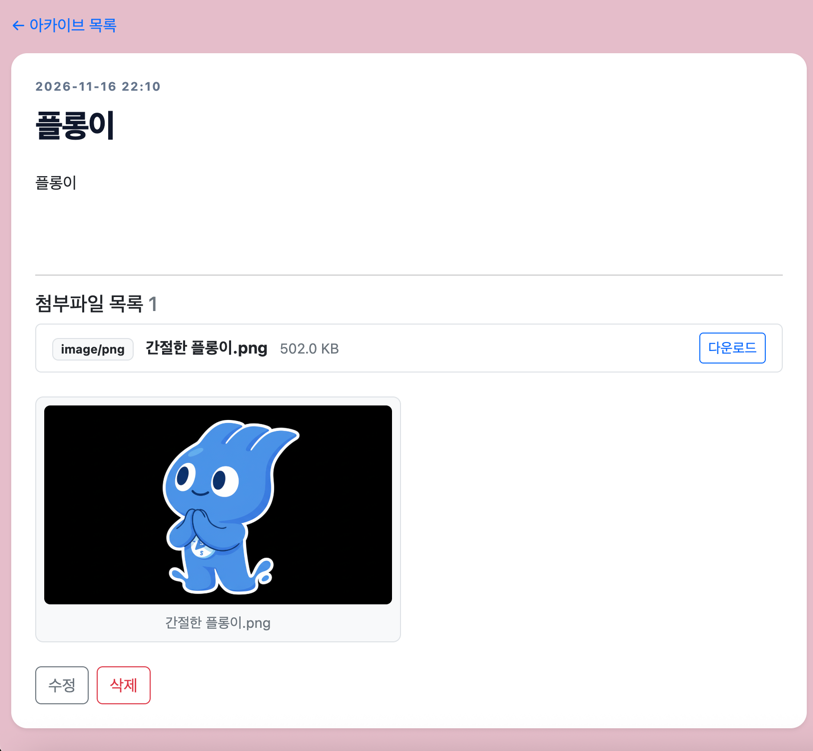 ← 아카이브 목록
2026-11-16 22:10
플롱이
플롱이
첨부파일 목록 1
image/png 간절한 플롱이.png 502.0 KB 다운로드
간절한 플롱이.png
수정 삭제